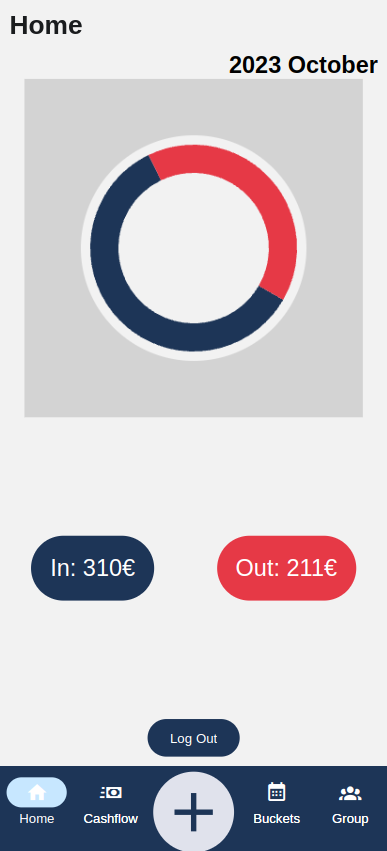 Home
2023 October
In: 310€
Out: 211€
Log Out
Home
Cashflow
Buckets
Group